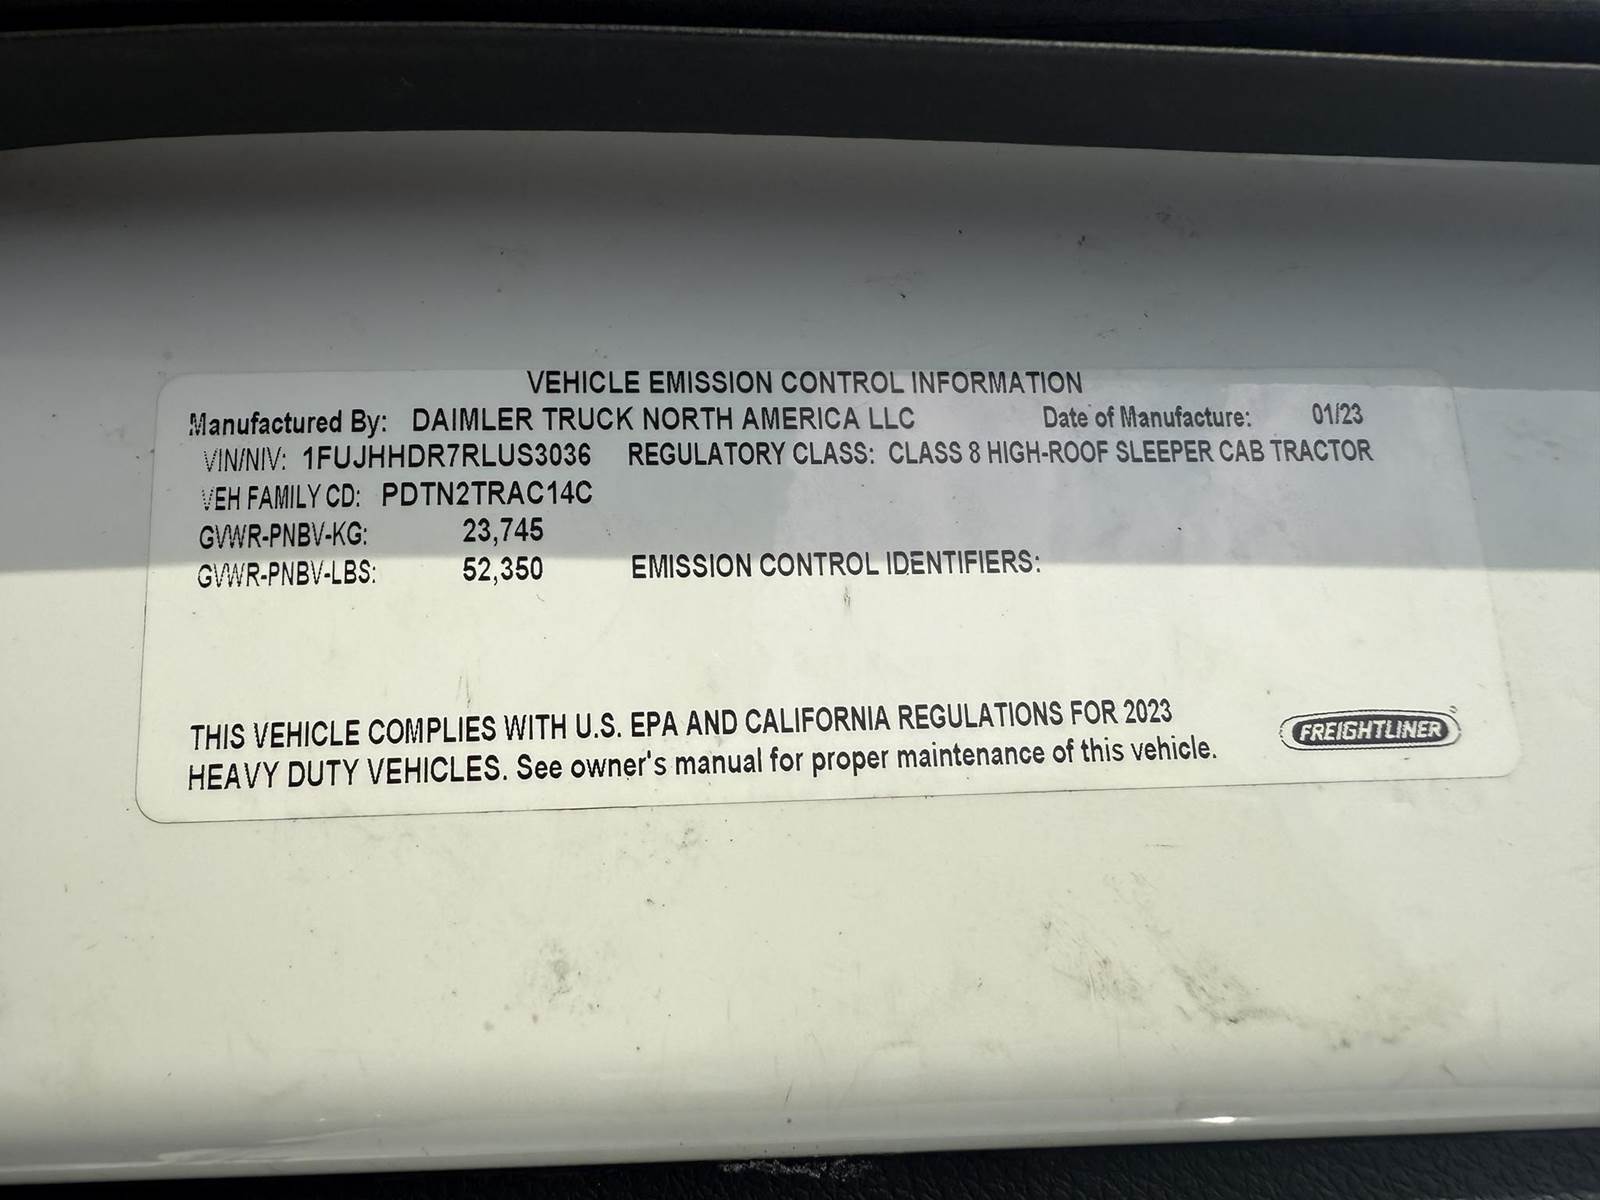 VEHICLE EMISSION CONTROL INFORMATION
Manufactured By: DAIMLER TRUCK NORTH AMERICA LLC Date of Manufacture: 01/23
VIN/NIV: 1FUJHHDR7RLUS3036 REGULATORY CLASS: CLASS 8 HIGH-ROOF SLEEPER CAB TRACTOR
VEH FAMILY CD: PDTN2TRAC14C
GVWR-PNBV-KG: 23,745
GVWR-PNBV-LBS: 52,350 EMISSION CONTROL IDENTIFIERS:
THIS VEHICLE COMPLIES WITH U.S. EPA AND CALIFORNIA REGULATIONS FOR 2023
HEAVY DUTY VEHICLES. See owner's manual for proper maintenance of this vehicle.
FREIGHTLINER